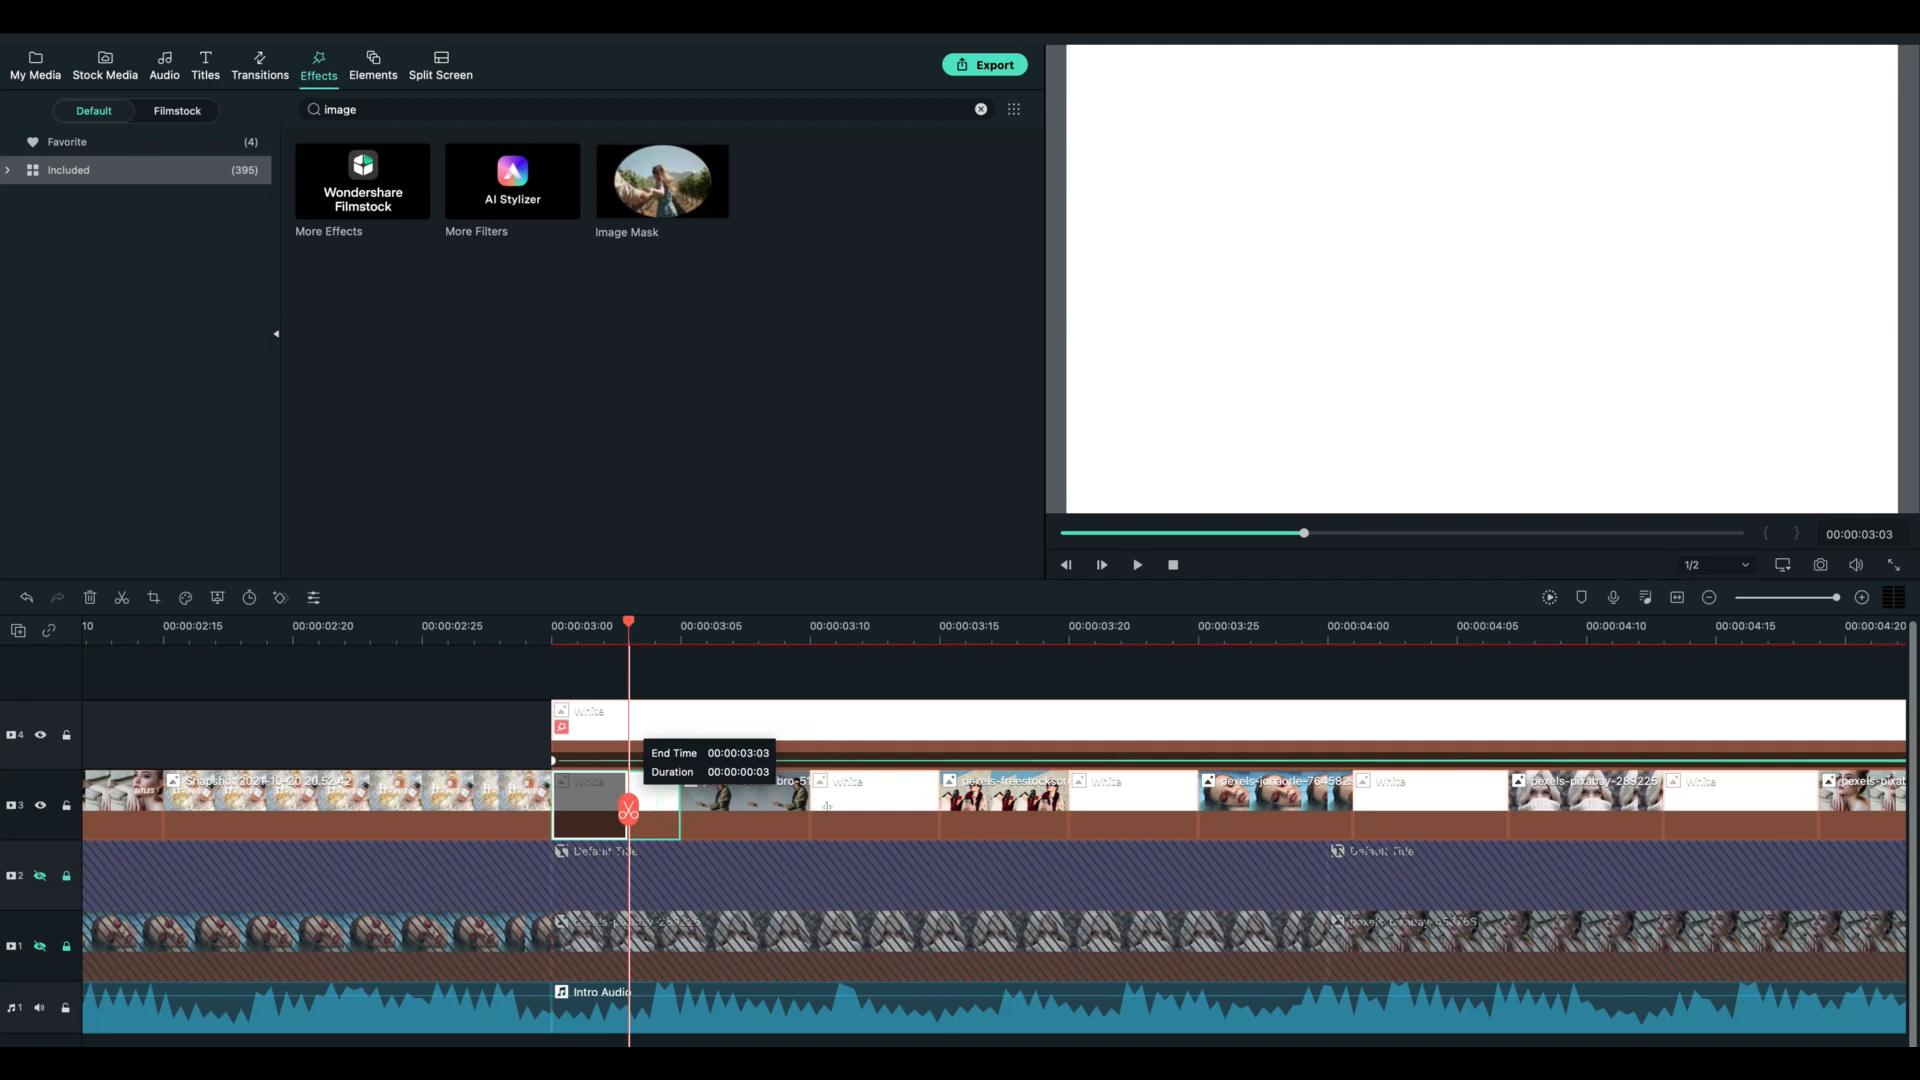 My Media Stock Media Audio Titles Transitions Effects Elements Split Screen
Export
Default Filmstock
image
Favorite (4)
Included (395)
Wondershare
Filmstock
AI Stylizer
More Effects More Filters Image Mask
00:00:03:03
1/2
10 00:00:02:15 00:00:02:20 00:00:02:25 00:00:03:00 00:00:03:05 00:00:03:10 00:00:03:15 00:00:03:20 00:00:03:25 00:00:04:00 00:00:04:05 00:00:04:10 00:00:04:15 00:00:04:20
4
White
End Time 00:00:03:03
Duration 00:00:00:03
3
Snapshot 2021-10-20 20.52.42 White bro-51 White pexels-freestockspr White pexels-jonaorle-7645825 White pexels-pixabay-289225 White pexels-pixab
TITLES
2
Default Title Default Title
1
pexels-pixabay-289225 pexels-pixabay-458766
1
Intro Audio